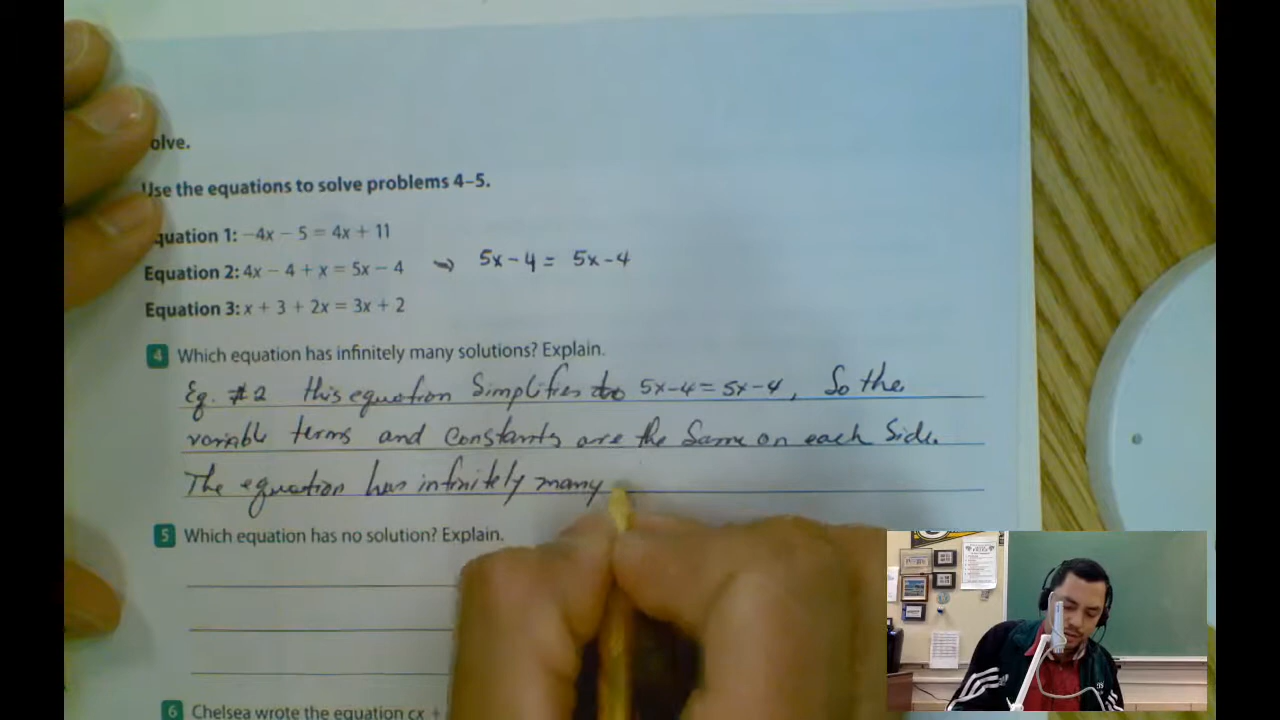 olve.
Use the equations to solve problems 4–5.
quation 1: −4x − 5 = 4x + 11
Equation 2: 4x − 4 + x = 5x − 4 → 5x − 4 = 5x − 4
Equation 3: x + 3 + 2x = 3x + 2
4 Which equation has infinitely many solutions? Explain.
Eq. #2 this equation Simplifies to 5x−4 = 5x−4, So the
variable terms and constants are the Same on each Side.
The equation has infinitely many
5 Which equation has no solution? Explain.
6 Chelsea wrote the equation cx +